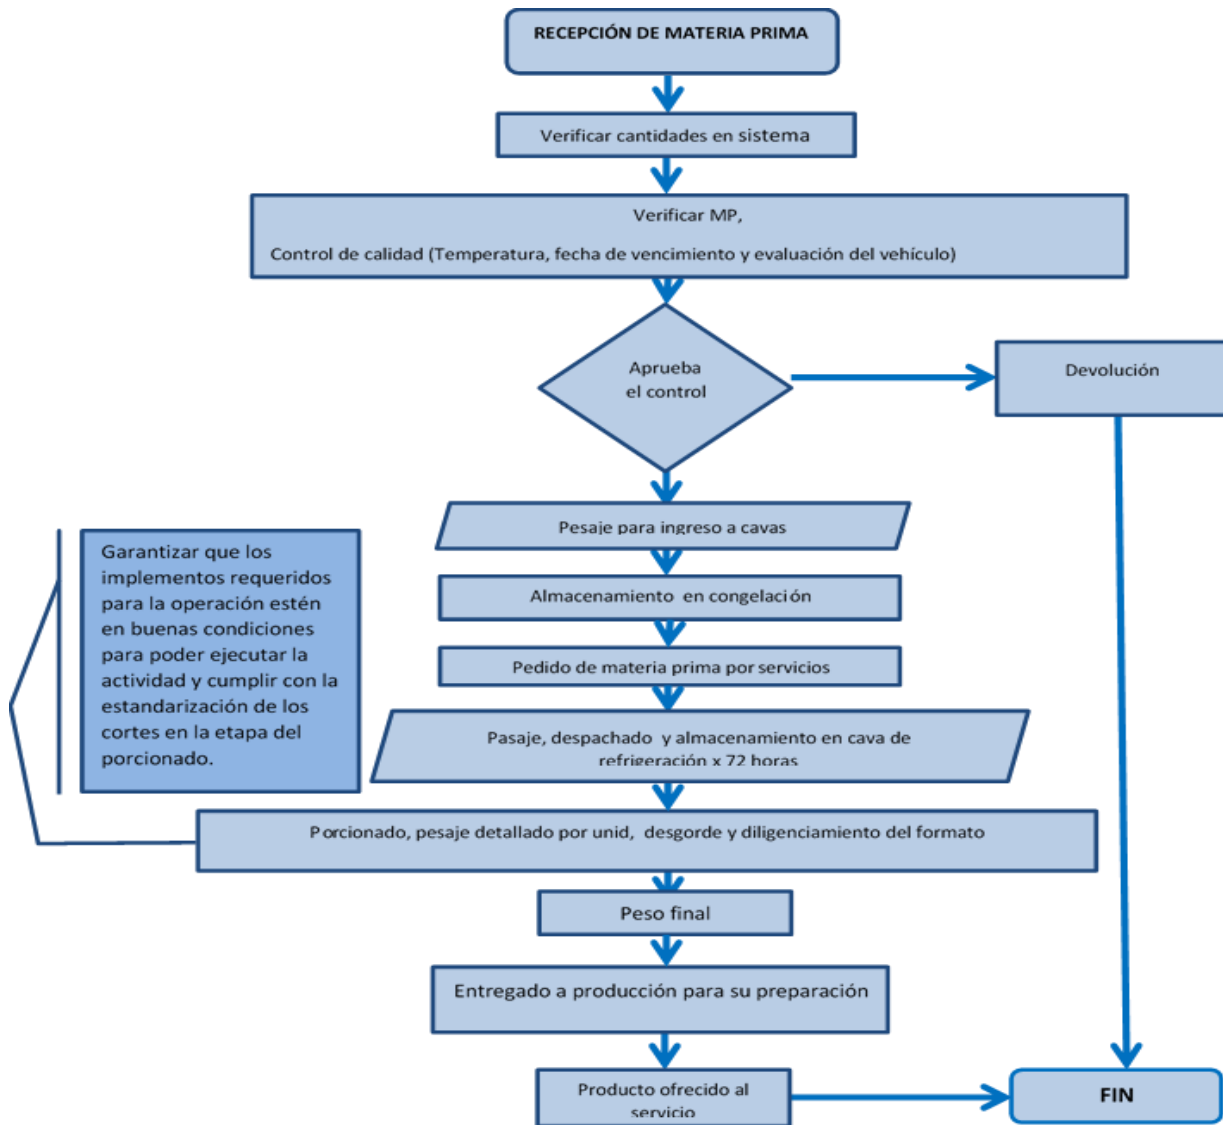 RECEPCIÓN DE MATERIA PRIMA
Verificar cantidades en sistema
Verificar MP,
Control de calidad (Temperatura, fecha de vencimiento y evaluación del vehículo)
Aprueba
el control
Devolución
Pesaje para ingreso a cavas
Garantizar que los
implementos requeridos
para la operación estén
en buenas condiciones
para poder ejecutar la
actividad y cumplir con la
estandarización de los
cortes en la etapa del
porcionado.
Almacenamiento en congelación
Pedido de materia prima por servicios
Pasaje, despachado y almacenamiento en cava de
refrigeración x 72 horas
Porcionado, pesaje detallado por unid, desgorde y diligenciamiento del formato
Peso final
Entregado a producción para su preparación
Producto ofrecido al
servicio
FIN